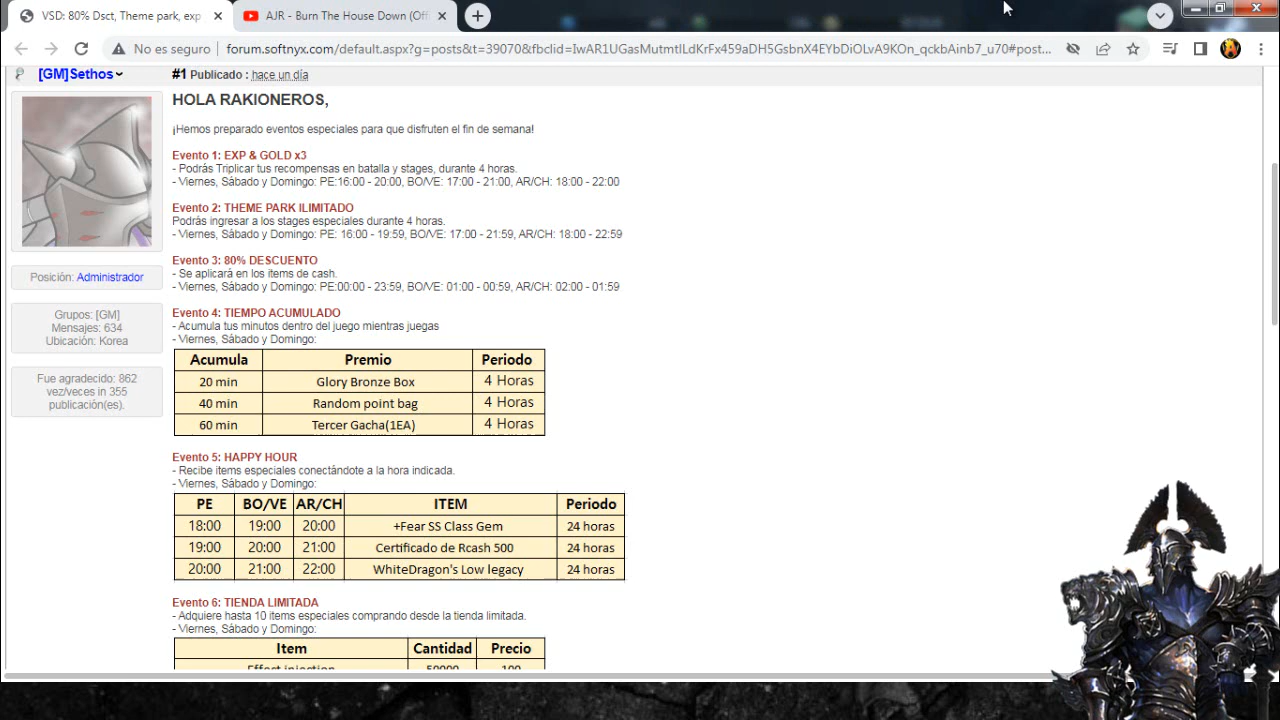 VSD: 80% Dsct, Theme park, exp
AJR - Burn The House Down (Offi
No es seguro
forum.softnyx.com/default.aspx?g=posts&t=39070&fbclid=IwAR1UGasMutmtlLdKrFx459aDH5GsbnX4EYbDiOLvA9KOn_qckbAinb7_u70#post...
[GM]Sethos
#1 Publicado : hace un día
HOLA RAKIONEROS,
¡Hemos preparado eventos especiales para que disfruten el fin de semana!
Evento 1: EXP & GOLD x3
- Podrás Triplicar tus recompensas en batalla y stages, durante 4 horas.
- Viernes, Sábado y Domingo: PE:16:00 - 20:00, BO/VE: 17:00 - 21:00, AR/CH: 18:00 - 22:00
Evento 2: THEME PARK ILIMITADO
Podrás ingresar a los stages especiales durante 4 horas.
- Viernes, Sábado y Domingo: PE: 16:00 - 19:59, BO/VE: 17:00 - 21:59, AR/CH: 18:00 - 22:59
Evento 3: 80% DESCUENTO
- Se aplicará en los items de cash.
- Viernes, Sábado y Domingo: PE:00:00 - 23:59, BO/VE: 01:00 - 00:59, AR/CH: 02:00 - 01:59
Evento 4: TIEMPO ACUMULADO
- Acumula tus minutos dentro del juego mientras juegas
- Viernes, Sábado y Domingo:
Acumula Premio Periodo
20 min Glory Bronze Box 4 Horas
40 min Random point bag 4 Horas
60 min Tercer Gacha(1EA) 4 Horas
Evento 5: HAPPY HOUR
- Recibe items especiales conectándote a la hora indicada.
- Viernes, Sábado y Domingo:
PE BO/VE AR/CH ITEM Periodo
18:00 19:00 20:00 +Fear SS Class Gem 24 horas
19:00 20:00 21:00 Certificado de Rcash 500 24 horas
20:00 21:00 22:00 WhiteDragon's Low legacy 24 horas
Evento 6: TIENDA LIMITADA
- Adquiere hasta 10 items especiales comprando desde la tienda limitada.
- Viernes, Sábado y Domingo:
Item Cantidad Precio
Effect injection 50000 100
Posición: Administrador
Grupos: [GM]
Mensajes: 634
Ubicación: Korea
Fue agradecido: 862
vez/veces in 355
publicación(es).